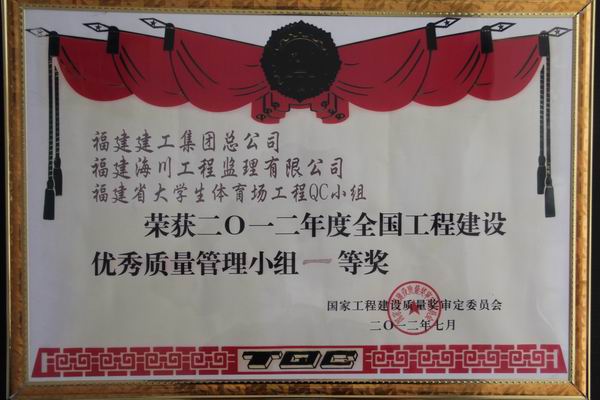 福建建工集团总公司
福建海川工程监理有限公司
福建省大学生体育场工程QC小组
荣获二〇一二年度全国工程建设
优秀质量管理小组一等奖
国家工程建设质量奖审定委员会
二〇一二年七月
TQC